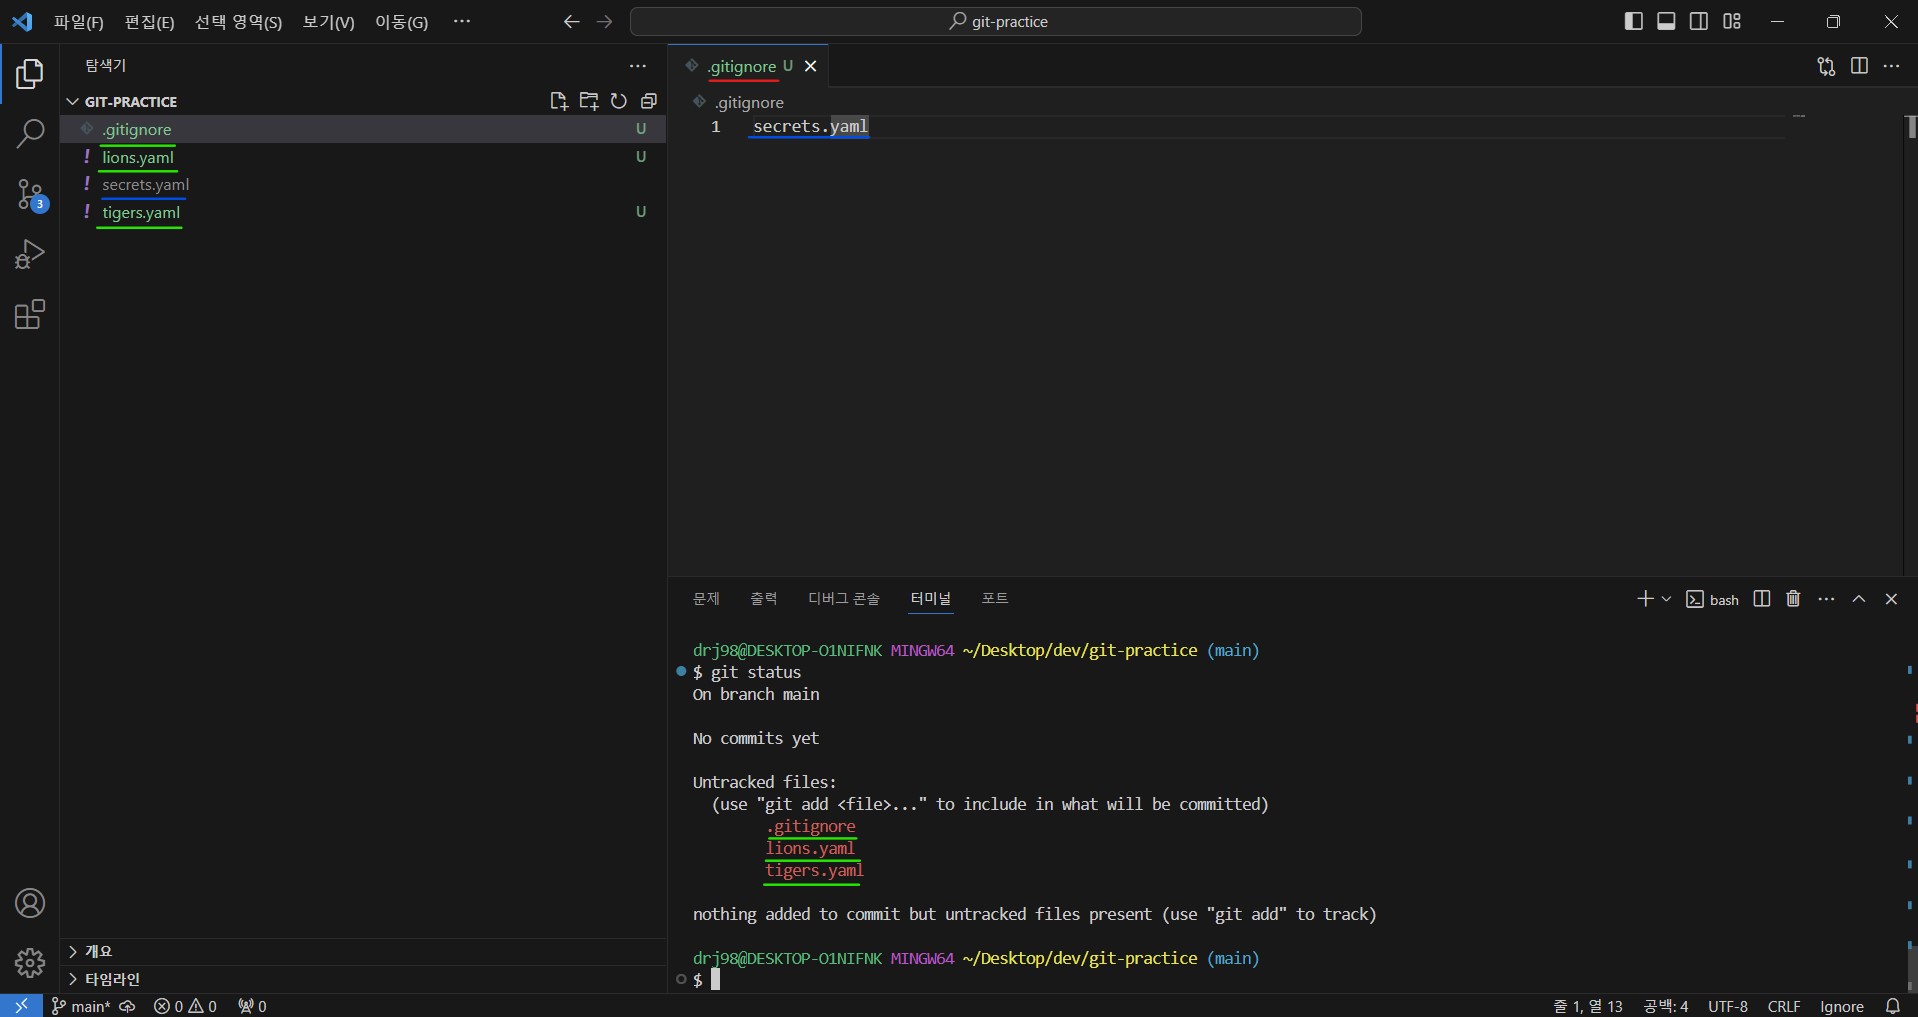 파일(F) 편집(E) 선택 영역(S) 보기(V) 이동(G) ··· git-practice
탐색기
GIT-PRACTICE
.gitignore U
lions.yaml U
secrets.yaml
tigers.yaml U
3
개요
타임라인
.gitignore U
.gitignore
1 secrets.yaml
문제 출력 디버그 콘솔 터미널 포트 bash
drj98@DESKTOP-O1NIFNK MINGW64 ~/Desktop/dev/git-practice (main)
$ git status
On branch main
No commits yet
Untracked files:
(use "git add <file>..." to include in what will be committed)
.gitignore
lions.yaml
tigers.yaml
nothing added to commit but untracked files present (use "git add" to track)
drj98@DESKTOP-O1NIFNK MINGW64 ~/Desktop/dev/git-practice (main)
$
main* 0 0 0 줄 1, 열 13 공백: 4 UTF-8 CRLF Ignore